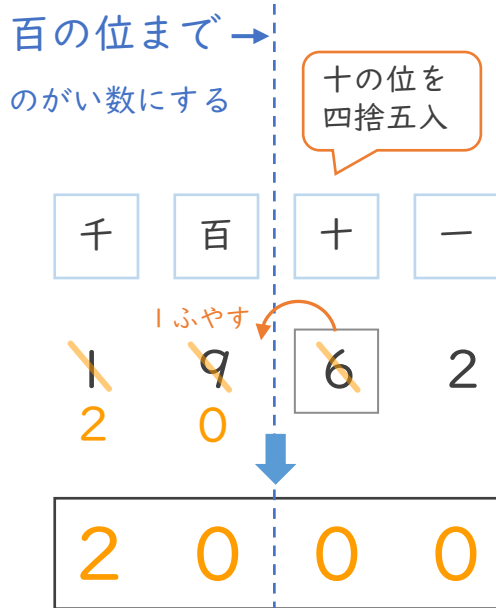 百の位まで→
のがい数にする
十の位を
四捨五入
千 百 十 一
1ふやす
1 9 6 2
2 0
2 0 0 0